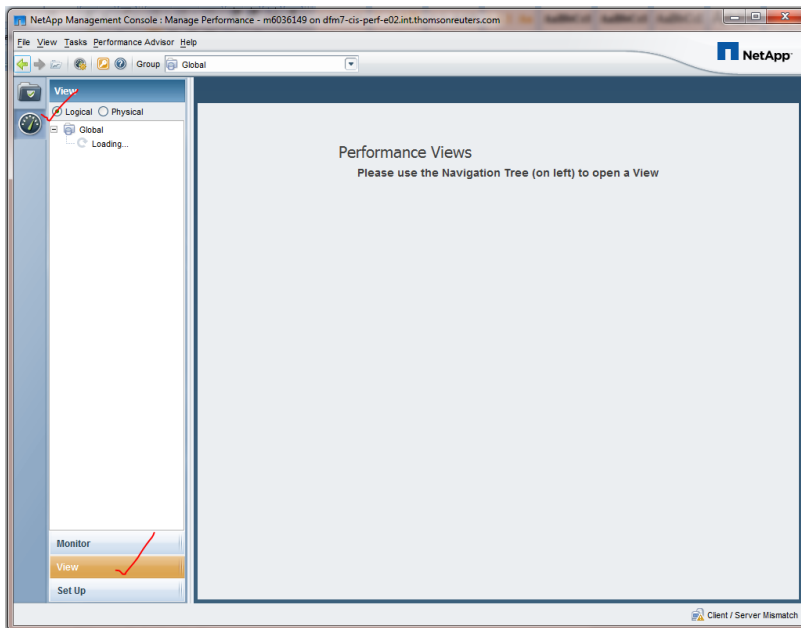 NetApp Management Console : Manage Performance - m6036149 on dfm7-cis-perf-e02.int.thomsonreuters.com
File View Tasks Performance Advisor Help
Group Global
NetApp
View
Logical Physical
Global
Loading...
Performance Views
Please use the Navigation Tree (on left) to open a View
Monitor
View
Set Up
Client / Server Mismatch